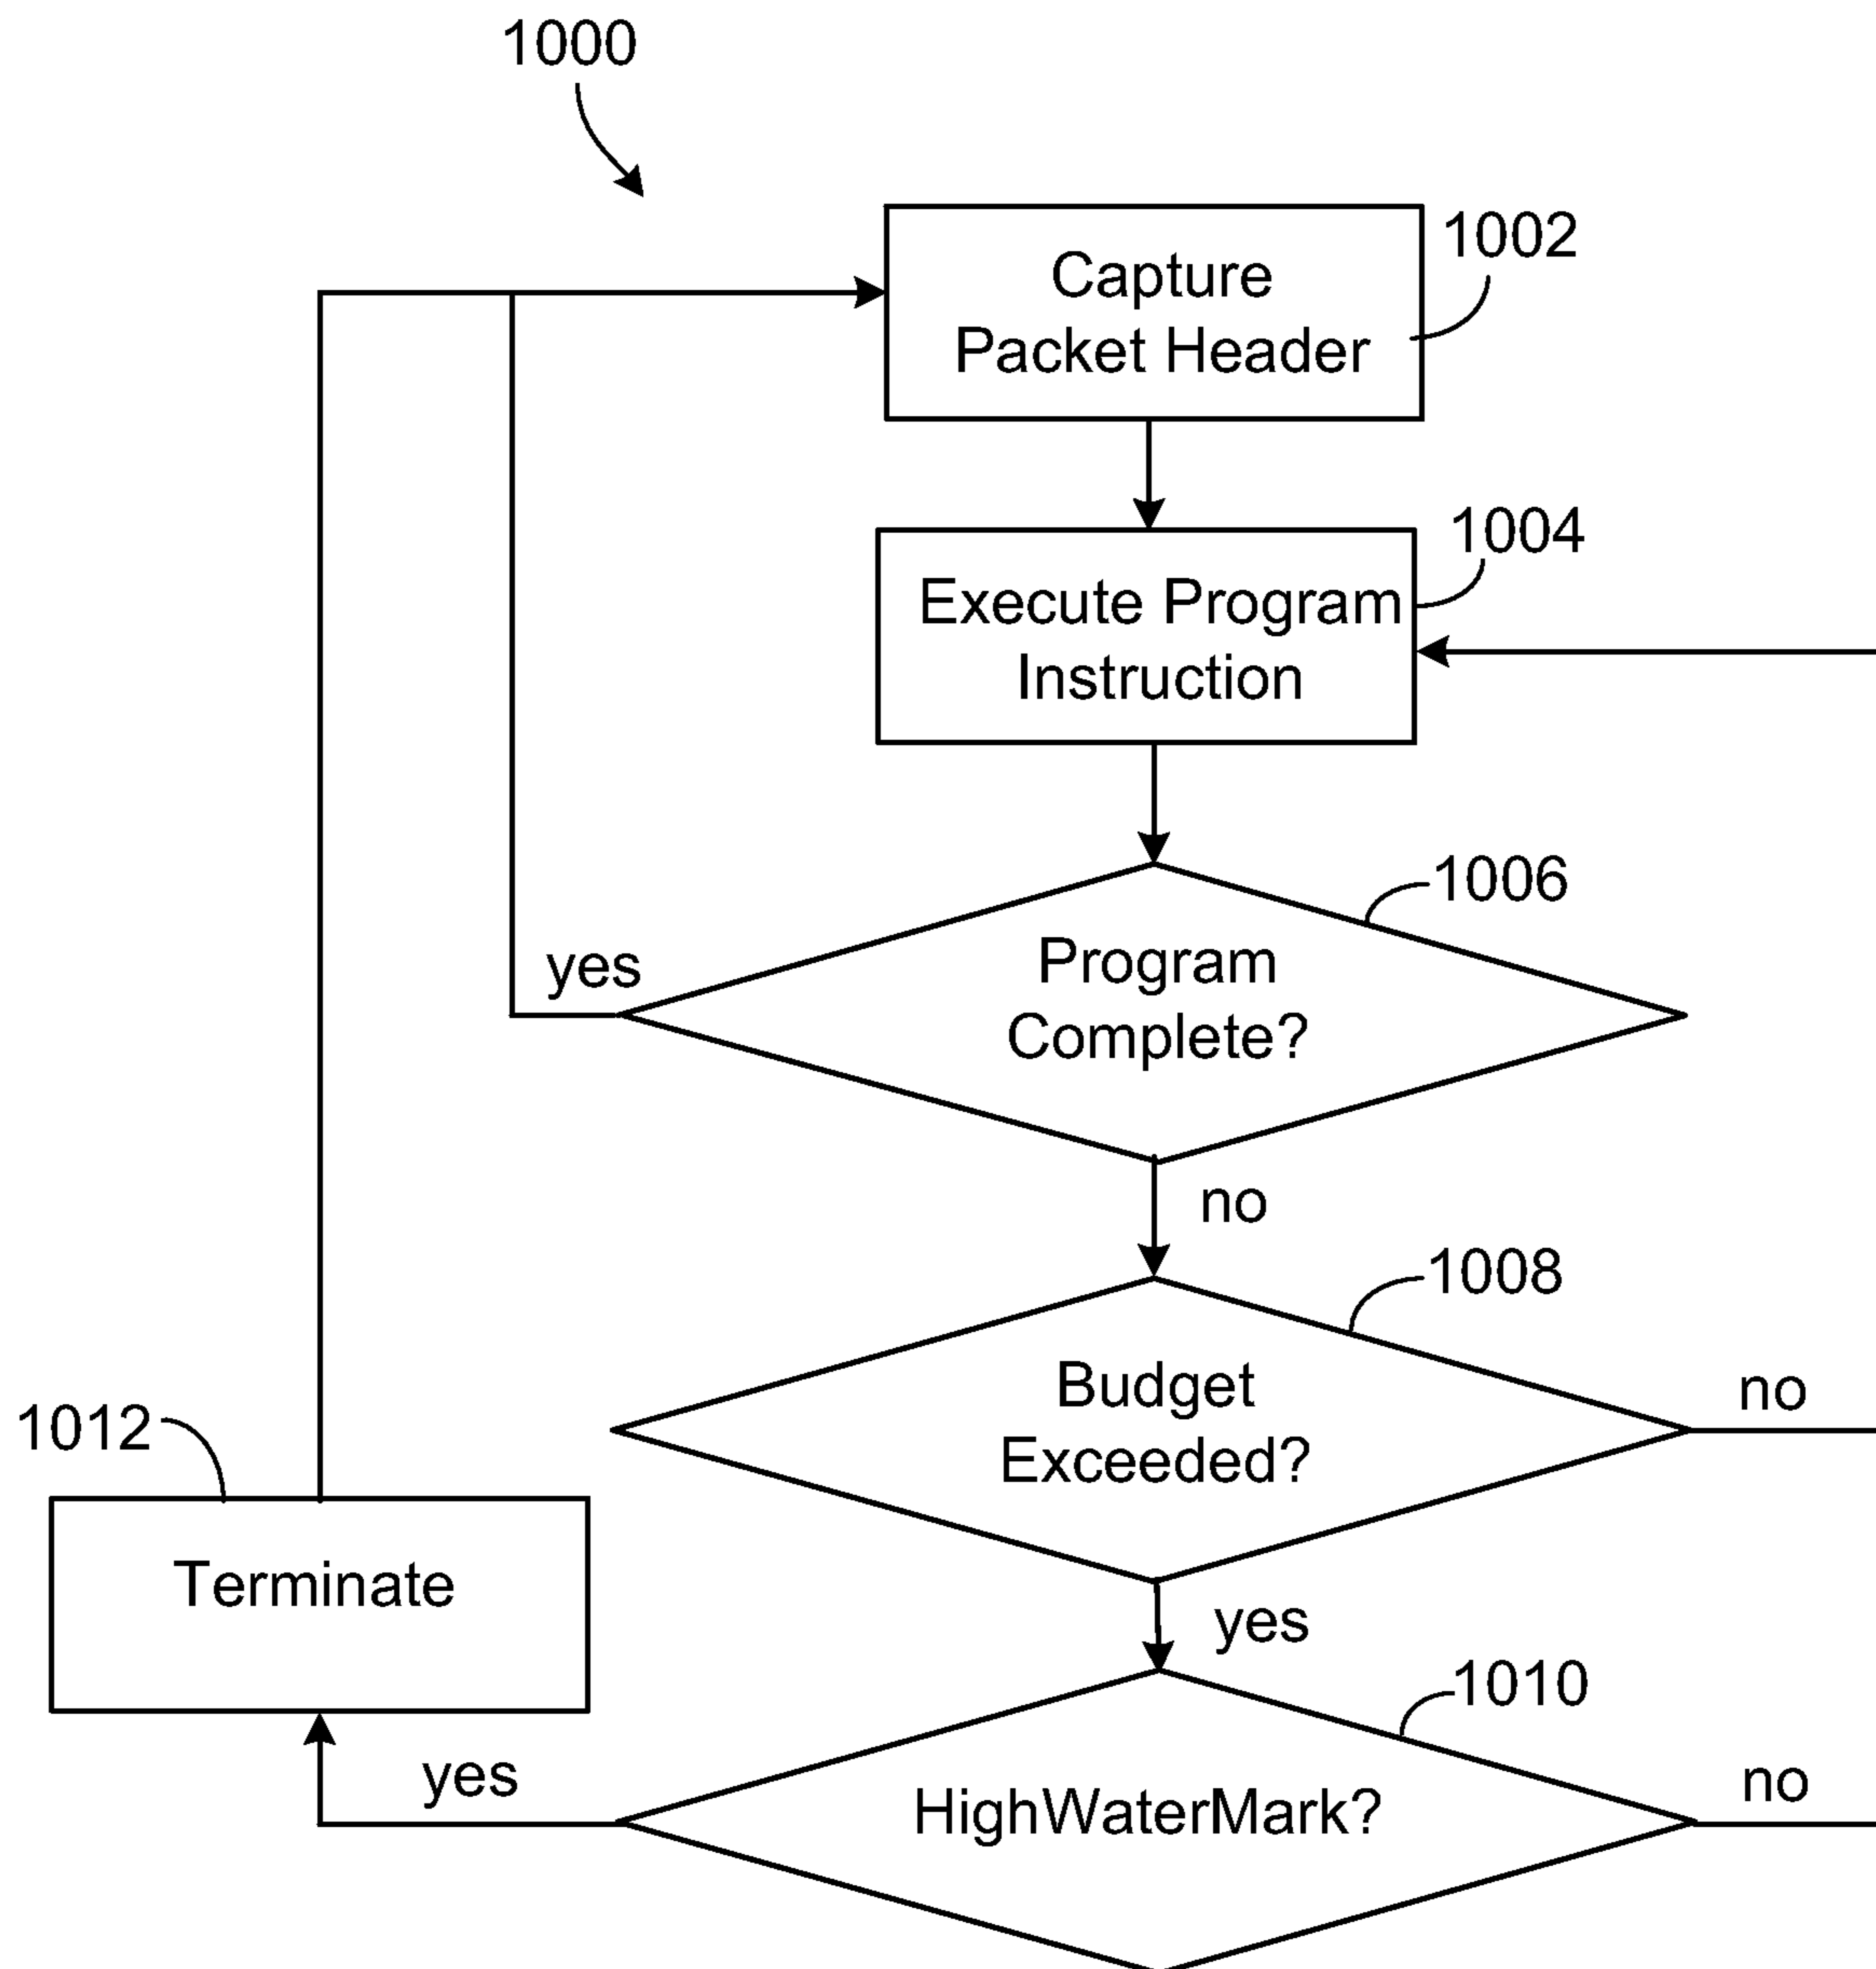 1000
Capture
Packet Header
1002
Execute Program
Instruction
1004
Program
Complete?
1006
yes
no
Budget
Exceeded?
1008
no
yes
1012
Terminate
HighWaterMark?
1010
yes
no